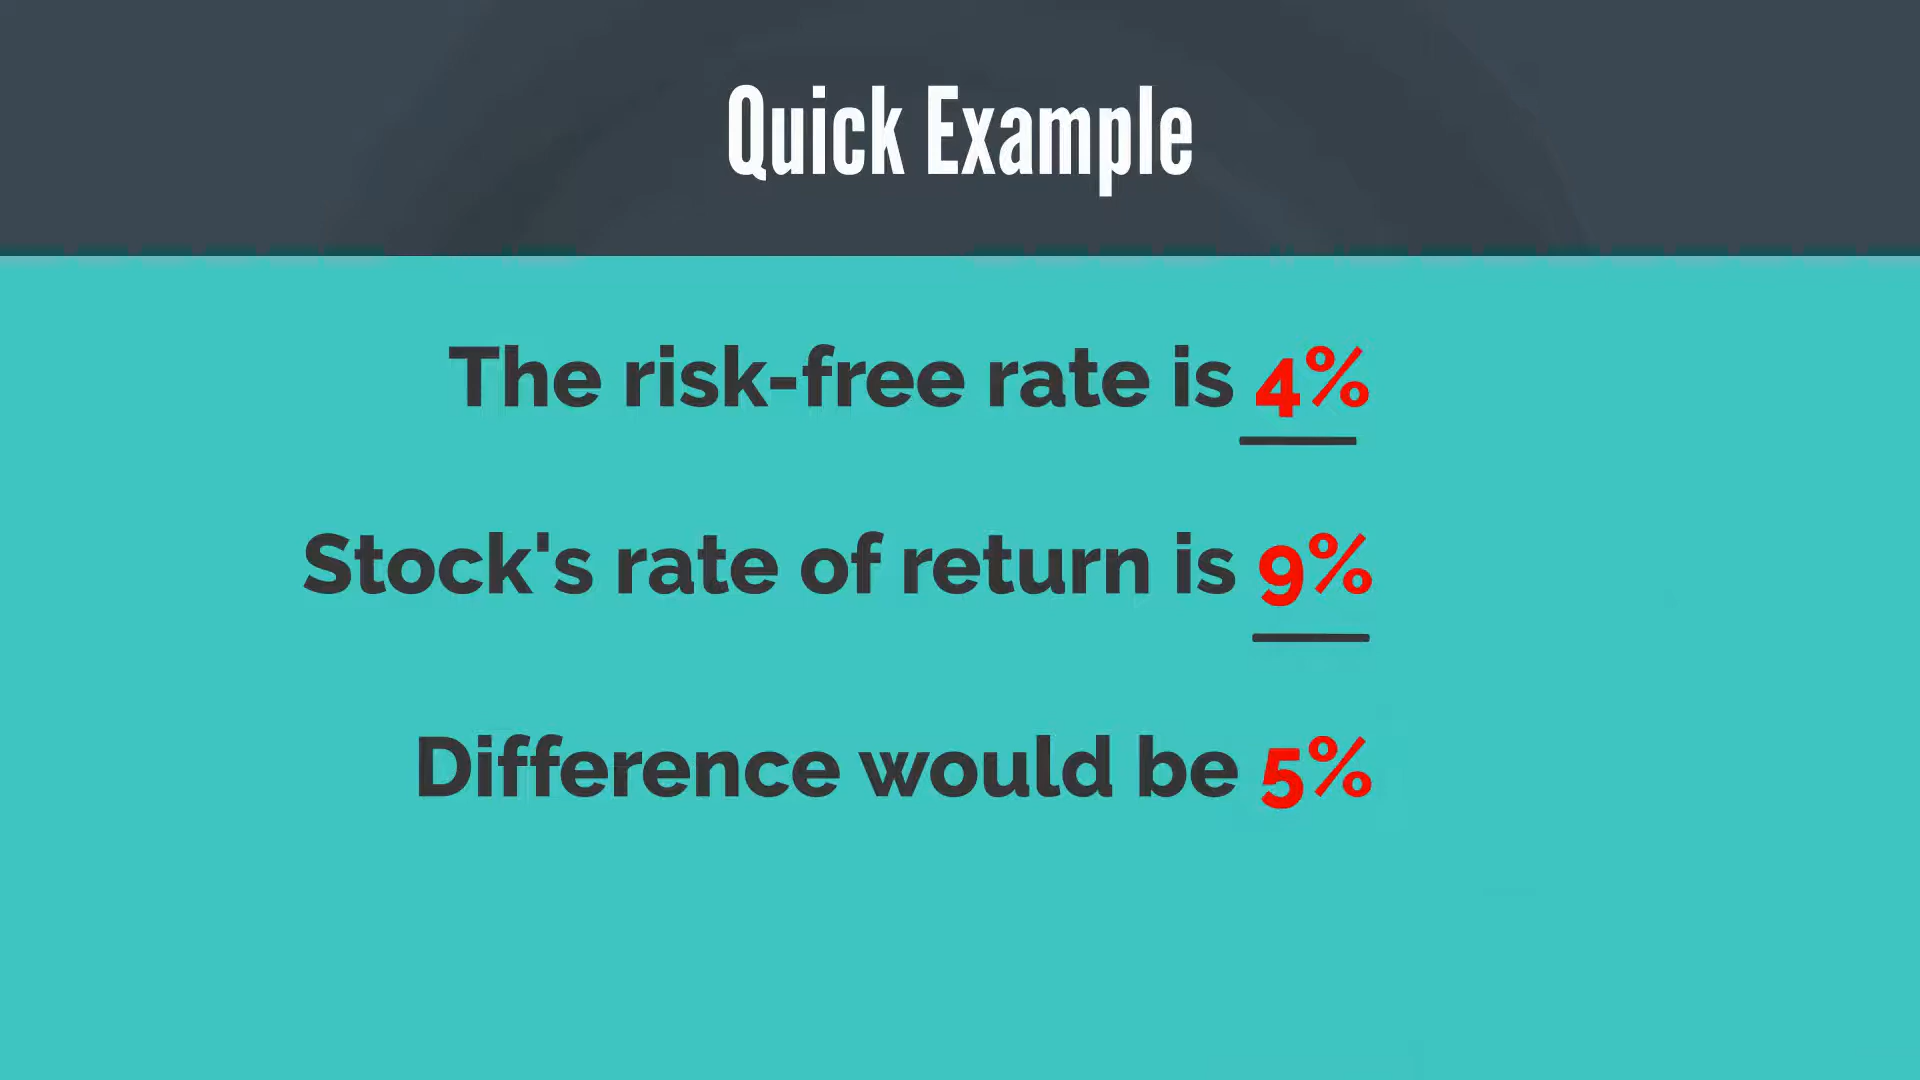 Quick Example
The risk-free rate is 4%
Stock's rate of return is 9%
Difference would be 5%